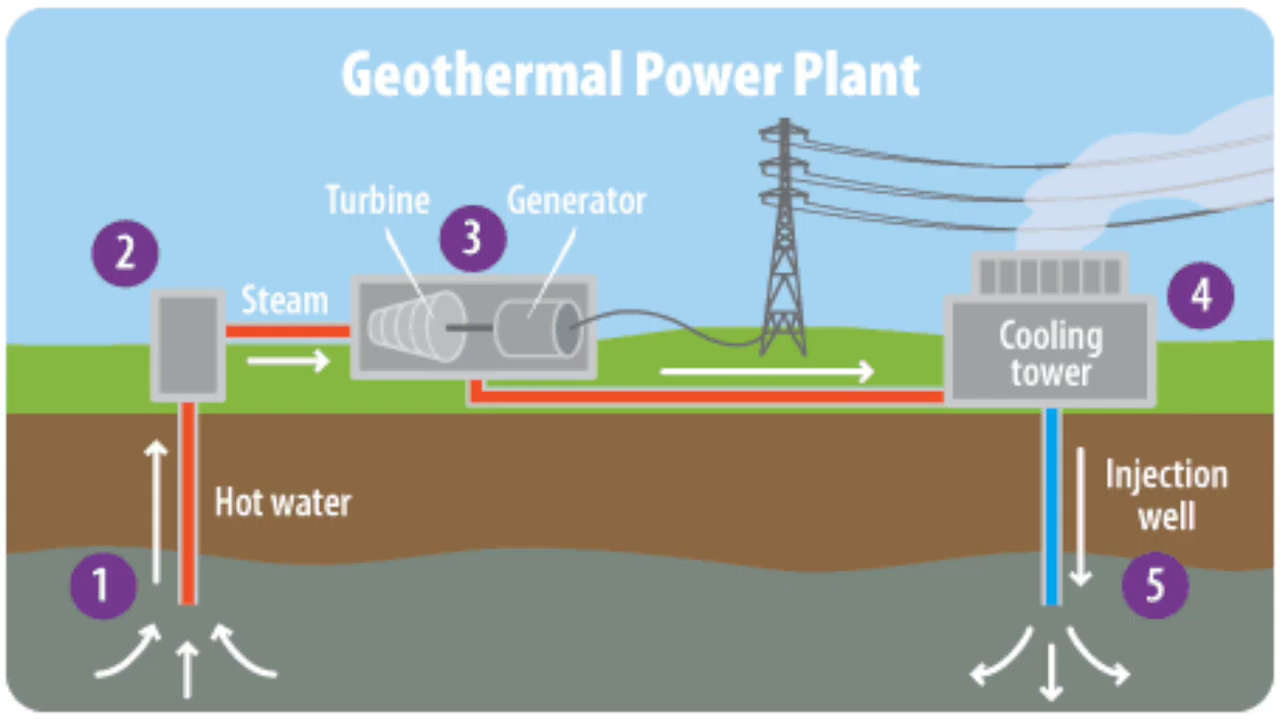 Geothermal Power Plant
Turbine
Generator
3
2
Steam
4
Cooling
tower
Hot water
Injection
well
1
5